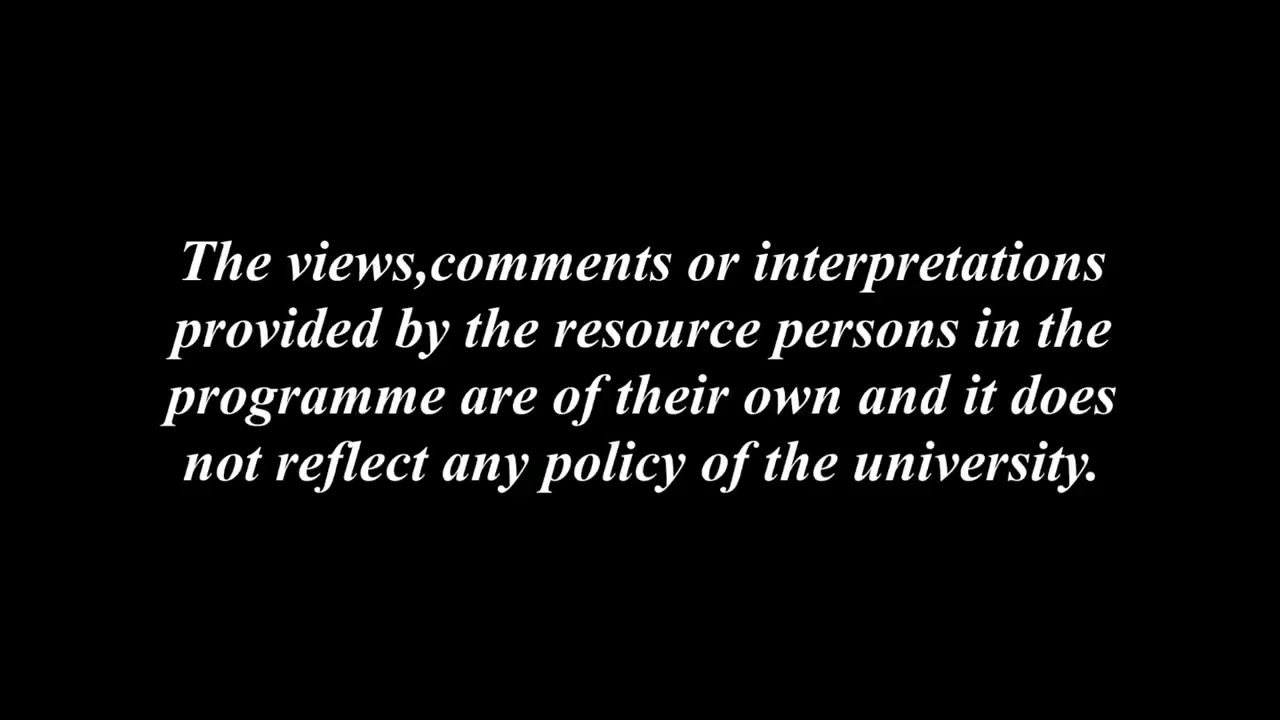 The views,comments or interpretations
provided by the resource persons in the
programme are of their own and it does
not reflect any policy of the university.